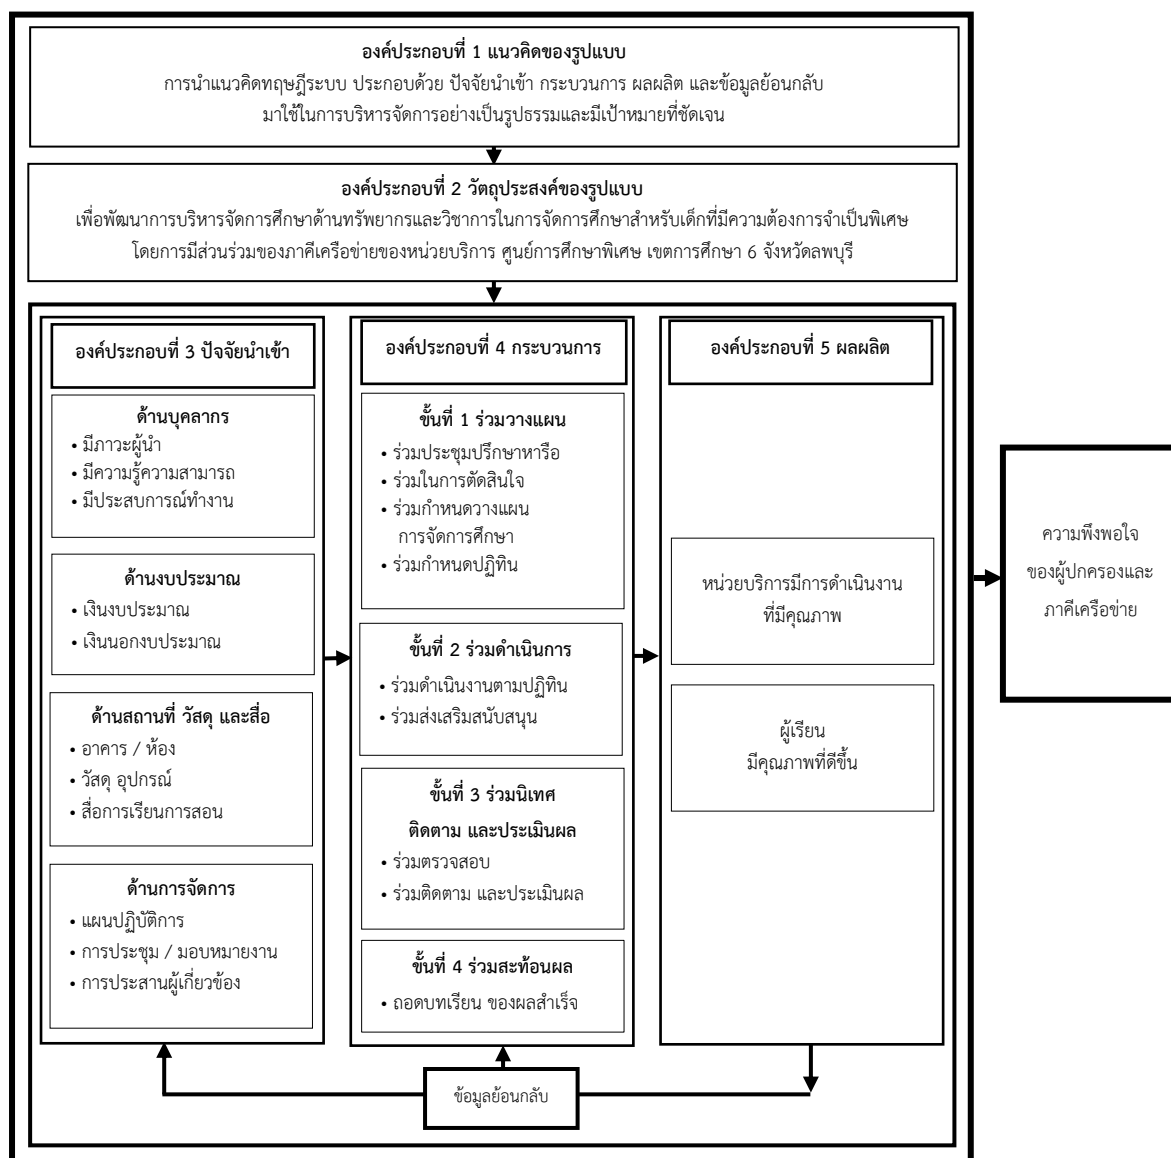 องค์ประกอบที่ 1 แนวคิดของรูปแบบ
การนำแนวคิดทฤษฎีระบบ ประกอบด้วย ปัจจัยนำเข้า กระบวนการ ผลผลิต และข้อมูลย้อนกลับ
มาใช้ในการบริหารจัดการอย่างเป็นรูปธรรมและมีเป้าหมายที่ชัดเจน
องค์ประกอบที่ 2 วัตถุประสงค์ของรูปแบบ
เพื่อพัฒนาการบริหารจัดการศึกษาด้านทรัพยากรและวิชาการในการจัดการศึกษาสำหรับเด็กที่มีความต้องการจำเป็นพิเศษ
โดยการมีส่วนร่วมของภาคีเครือข่ายของหน่วยบริการ ศูนย์การศึกษาพิเศษ เขตการศึกษา 6 จังหวัดลพบุรี
องค์ประกอบที่ 3 ปัจจัยนำเข้า
ด้านบุคลากร
• มีภาวะผู้นำ
• มีความรู้ความสามารถ
• มีประสบการณ์ทำงาน
ด้านงบประมาณ
• เงินงบประมาณ
• เงินนอกงบประมาณ
ด้านสถานที่ วัสดุ และสื่อ
• อาคาร / ห้อง
• วัสดุ อุปกรณ์
• สื่อการเรียนการสอน
ด้านการจัดการ
• แผนปฏิบัติการ
• การประชุม / มอบหมายงาน
• การประสานผู้เกี่ยวข้อง
องค์ประกอบที่ 4 กระบวนการ
ขั้นที่ 1 ร่วมวางแผน
• ร่วมประชุมปรึกษาหารือ
• ร่วมในการตัดสินใจ
• ร่วมกำหนดวางแผน
การจัดการศึกษา
• ร่วมกำหนดปฏิทิน
ขั้นที่ 2 ร่วมดำเนินการ
• ร่วมดำเนินงานตามปฏิทิน
• ร่วมส่งเสริมสนับสนุน
ขั้นที่ 3 ร่วมนิเทศ
ติดตาม และประเมินผล
• ร่วมตรวจสอบ
• ร่วมติดตาม และประเมินผล
ขั้นที่ 4 ร่วมสะท้อนผล
• ถอดบทเรียน ของผลสำเร็จ
องค์ประกอบที่ 5 ผลผลิต
หน่วยบริการมีการดำเนินงาน
ที่มีคุณภาพ
ผู้เรียน
มีคุณภาพที่ดีขึ้น
ข้อมูลย้อนกลับ
ความพึงพอใจ
ของผู้ปกครองและ
ภาคีเครือข่าย